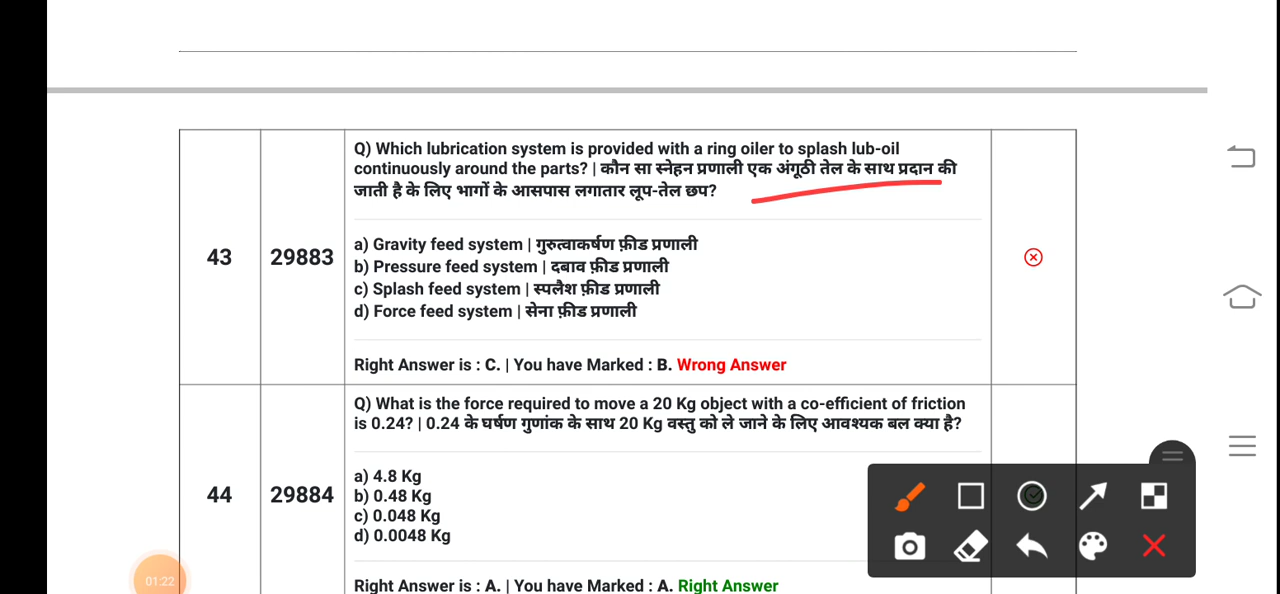 Q) Which lubrication system is provided with a ring oiler to splash lub-oil
continuously around the parts? | कौन सा स्नेहन प्रणाली एक अंगूठी तेल के साथ प्रदान की
जाती है के लिए भागों के आसपास लगातार लूप-तेल छप?
43
29883
a) Gravity feed system | गुरुत्वाकर्षण फ़ीड प्रणाली
b) Pressure feed system | दबाव फ़ीड प्रणाली
c) Splash feed system | स्पलैश फ़ीड प्रणाली
d) Force feed system | सेना फ़ीड प्रणाली
Right Answer is : C. | You have Marked : B. Wrong Answer
Q) What is the force required to move a 20 Kg object with a co-efficient of friction
is 0.24? | 0.24 के घर्षण गुणांक के साथ 20 Kg वस्तु को ले जाने के लिए आवश्यक बल क्या है?
44
29884
a) 4.8 Kg
b) 0.48 Kg
c) 0.048 Kg
d) 0.0048 Kg
Right Answer is : A. | You have Marked : A. Right Answer
01:22